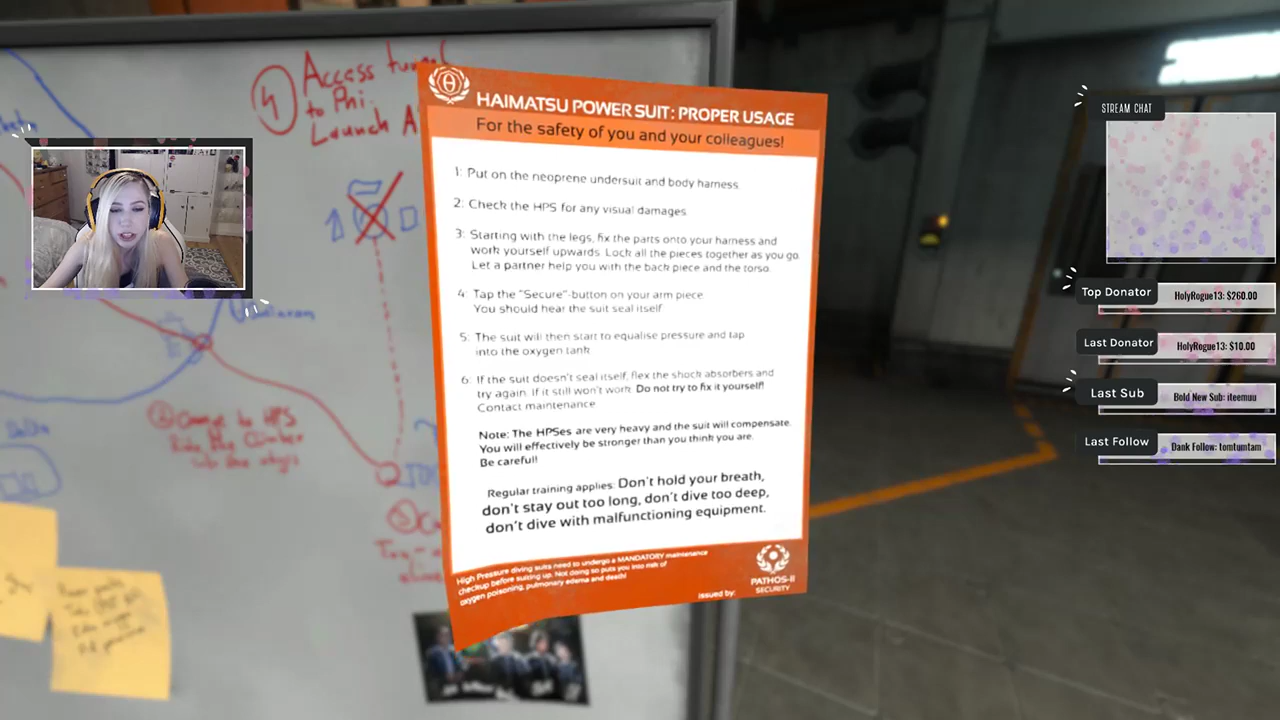 4 Access tunnel
to Phi.
Launch A
HAIMATSU POWER SUIT: PROPER USAGE
For the safety of you and your colleagues!
1: Put on the neoprene undersuit and body harness
2: Check the HPS for any visual damages
3: Starting with the legs, fix the parts onto your harness and
work yourself upwards. Lock all the pieces together as you go.
Let a partner help you with the back piece and the torso.
4: Tap the "Secure"-button on your arm piece
You should hear the suit seal itself
5: The suit will then start to equalise pressure and tap
into the oxygen tank
6: If the suit doesn't seal itself, flex the shock absorbers and
try again. If it still won't work. Do not try to fix it yourself!
Contact maintenance
Note: The HPSes are very heavy and the suit will compensate.
You will effectively be stronger than you think you are.
Be careful!
Regular training applies: Don't hold your breath,
don't stay out too long, don't dive too deep,
don't dive with malfunctioning equipment.
High Pressure diving suits need to undergo a MANDATORY maintenance
checkup before suiting up. Not doing so puts you into risk of
oxygen poisoning, pulmonary edema and death!
issued by:
PATHOS-II
SECURITY
to HPS
STREAM CHAT
Top Donator
HolyRogue13: $260.00
Last Donator
HolyRogue13: $10.00
Last Sub
Bold New Sub: iteemuu
Last Follow
Dank Follow: tomtumtam